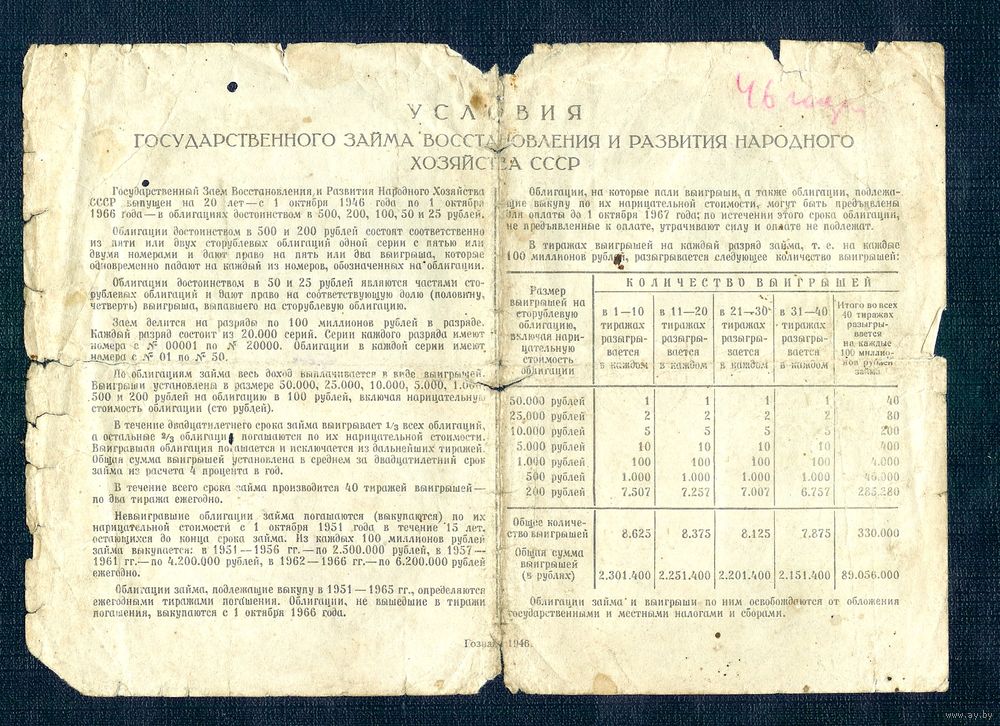 46 года
УСЛОВИЯ
ГОСУДАРСТВЕННОГО ЗАЙМА ВОССТАНОВЛЕНИЯ И РАЗВИТИЯ НАРОДНОГО
ХОЗЯЙСТВА СССР
Государственный Заем Восстановления и Развития Народного Хозяйства
СССР выпущен на 20 лет — с 1 октября 1946 года по 1 октября
1966 года — в облигациях достоинством в 500, 200, 100, 50 и 25 рублей.
Облигации достоинством в 500 и 200 рублей состоят соответственно
из пяти или двух сторублевых облигаций одной серии с пятью или
двумя номерами и дают право на пять или два выигрыша, которые
одновременно падают на каждый из номеров, обозначенных на облигации.
Облигации достоинством в 50 и 25 рублей являются частями сто-
рублевых облигаций и дают право на соответствующую долю (половину,
четверть) выигрыша, выпавшего на сторублевую облигацию.
Заем делится на разряды по 100 миллионов рублей в разряде.
Каждый разряд состоит из 20.000 серий. Серии каждого разряда имеют
номера с № 00001 по № 20000. Облигации в каждой серии имеют
номера с № 01 по № 50.
По облигациям займа весь доход выплачивается в виде выигрышей.
Выигрыши установлены в размере 50.000, 25.000, 10.000, 5.000, 1.000,
500 и 200 рублей на облигацию в 100 рублей, включая нарицательную
стоимость облигации (сто рублей).
В течение двадцатилетнего срока займа выигрывает 1/3 всех облигаций,
а остальные 2/3 облигаций погашаются по их нарицательной стоимости.
Выигравшая облигация погашается и исключается из дальнейших тиражей.
Общая сумма выигрышей установлена в среднем за двадцатилетний срок
займа из расчета 4 процента в год.
В течение всего срока займа производится 40 тиражей выигрышей —
по два тиража ежегодно.
Невыигравшие облигации займа погашаются (выкупаются) по их
нарицательной стоимости с 1 октября 1951 года в течение 15 лет,
остающихся до конца срока займа. Из каждых 100 миллионов рублей
займа выкупается: в 1951 — 1956 гг. — по 2.500.000 рублей, в 1957 —
1961 гг. — по 4.200.000 рублей, в 1962 — 1966 гг. — по 6.200.000 рублей
ежегодно.
Облигации займа, подлежащие выкупу в 1951 — 1965 гг., определяются
ежегодными тиражами погашения. Облигации, не вышедшие в тиражи
погашения, выкупаются с 1 октября 1966 года.
Облигации, на которые пали выигрыши, а также облигации, подлежа-
щие выкупу по их нарицательной стоимости, могут быть предъявлены
для оплаты до 1 октября 1967 года; по истечении этого срока облигации,
не предъявленные к оплате, утрачивают силу и оплате не подлежат.
В тиражах выигрышей на каждый разряд займа, т. е. на каждые
100 миллионов рублей, разыгрывается следующее количество выигрышей:
Размер выигрышей на сторублевую облигацию, включая нарицательную стоимость облигации
КОЛИЧЕСТВО ВЫИГРЫШЕЙ
в 1—10 тиражах разыгрывается в каждом
в 11—20 тиражах разыгрывается в каждом
в 21—30 тиражах разыгрывается в каждом
в 31—40 тиражах разыгрывается в каждом
Итого во всех 40 тиражах разыгрывается на каждые 100 миллионов рублей займа
50.000 рублей 1 1 1 1 40
25.000 рублей 2 2 2 2 80
10.000 рублей 5 5 5 5 200
5.000 рублей 10 10 10 10 400
1.000 рублей 100 100 100 100 4.000
500 рублей 1.000 1.000 1.000 1.000 40.000
200 рублей 7.507 7.257 7.007 6.757 285.280
Общее количество выигрышей 8.625 8.375 8.125 7.875 330.000
Общая сумма выигрышей (в рублях) 2.301.400 2.251.400 2.201.400 2.151.400 89.056.000
Облигации займа и выигрыши по ним освобождаются от обложения
государственными и местными налогами и сборами.
Гознак 1946.
www.ay.by